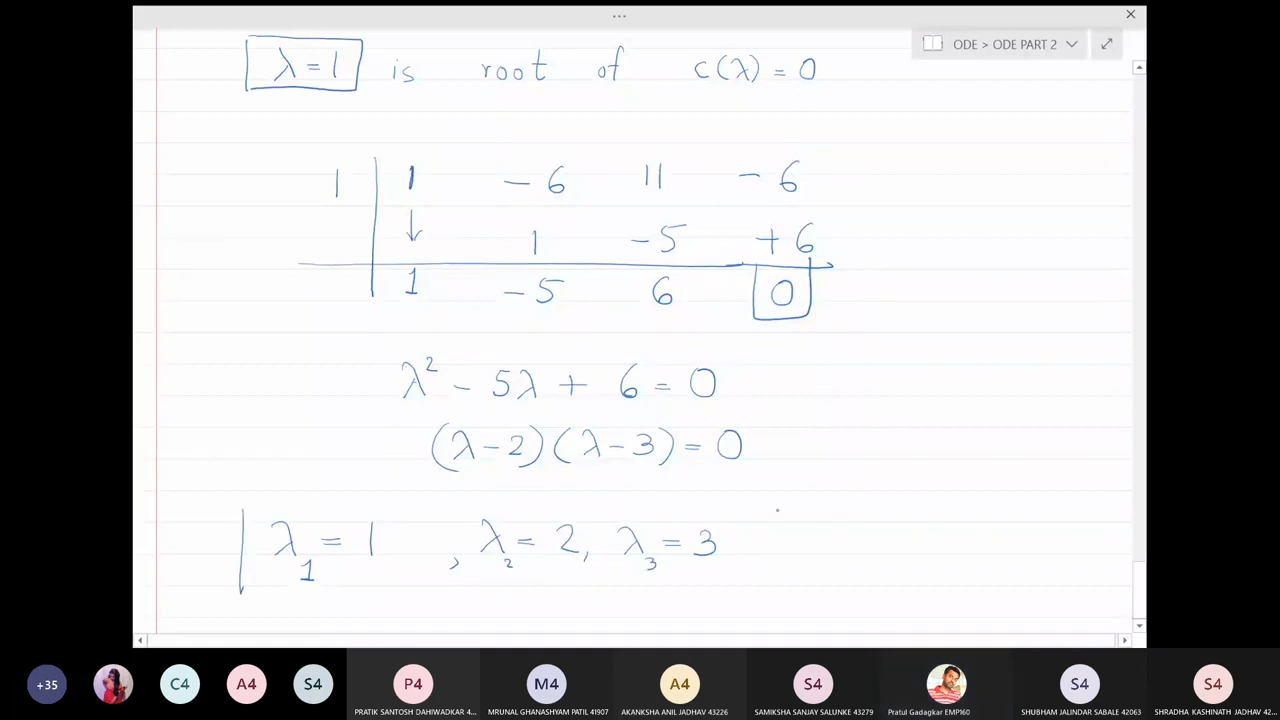 ...
ODE > ODE PART 2
λ = 1 is root of c(λ) = 0
1 | 1 - 6 11 - 6
↓ 1 - 5 + 6
1 - 5 6 0
λ² - 5λ + 6 = 0
(λ - 2) (λ - 3) = 0
λ₁ = 1 , λ₂ = 2, λ₃ = 3
+35 C4 A4 S4 P4 M4 A4 S4 S4 S4
PRATIK SANTOSH DAHIWADKAR 4... MRUNAL GHANASHYAM PATIL 41907 AKANKSHA ANIL JADHAV 43226 SAMIKSHA SANJAY SALUNKE 43279 Pratul Gadagkar EMP160 SHUBHAM JALINDAR SABALE 42063 SHRADHA KASHINATH JADHAV 42...